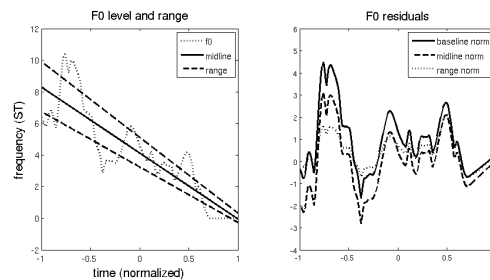 F0 level and range
f0
midline
range
12
10
8
6
4
2
0
-2
frequency (ST)
-1
-0.5
0
0.5
1
time (normalized)
F0 residuals
baseline norm
midline norm
range norm
6
5
4
3
2
1
0
-1
-2
-3
-4
-1
-0.5
0
0.5